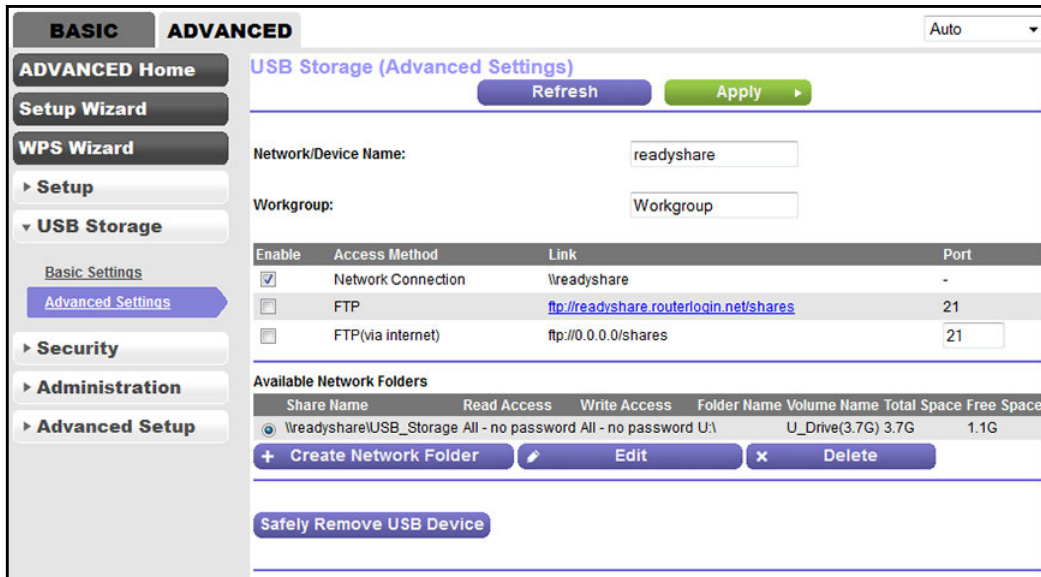 BASIC ADVANCED Auto
ADVANCED Home
Setup Wizard
WPS Wizard
Setup
USB Storage
Basic Settings
Advanced Settings
Security
Administration
Advanced Setup
USB Storage (Advanced Settings)
Refresh Apply
Network/Device Name: readyshare
Workgroup: Workgroup
Enable Access Method Link Port
Network Connection \\readyshare -
FTP ftp://readyshare.routerlogin.net/shares 21
FTP(via internet) ftp://0.0.0.0/shares 21
Available Network Folders
Share Name Read Access Write Access Folder Name Volume Name Total Space Free Space
\\readyshare\USB_Storage All - no password All - no password U:\ U_Drive(3.7G) 3.7G 1.1G
+ Create Network Folder Edit x Delete
Safely Remove USB Device